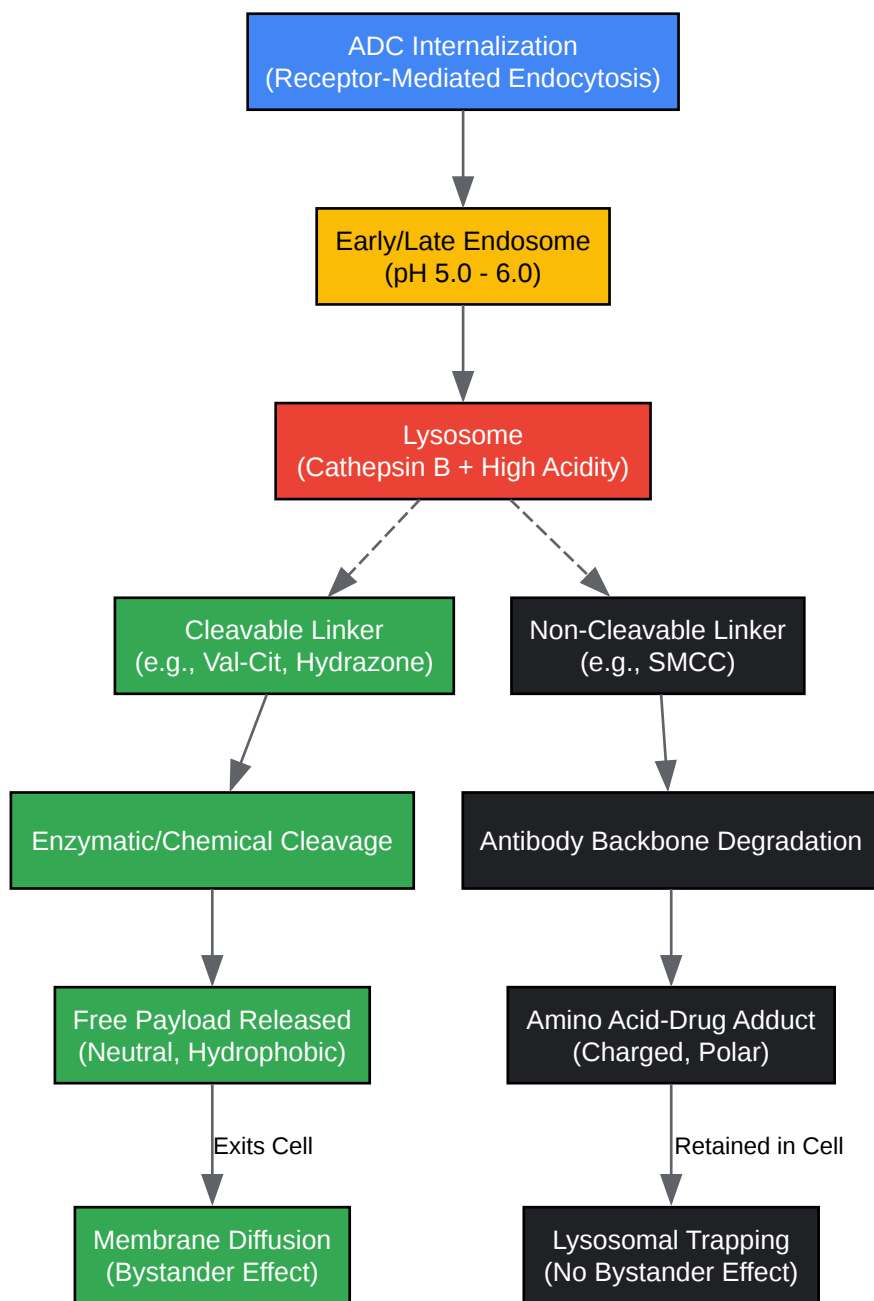 ADC Internalization
(Receptor-Mediated Endocytosis)
Early/Late Endosome
(pH 5.0 - 6.0)
Lysosome
(Cathepsin B + High Acidity)
Cleavable Linker
(e.g., Val-Cit, Hydrazone)
Non-Cleavable Linker
(e.g., SMCC)
Enzymatic/Chemical Cleavage
Antibody Backbone Degradation
Free Payload Released
(Neutral, Hydrophobic)
Amino Acid-Drug Adduct
(Charged, Polar)
Exits Cell
Retained in Cell
Membrane Diffusion
(Bystander Effect)
Lysosomal Trapping
(No Bystander Effect)